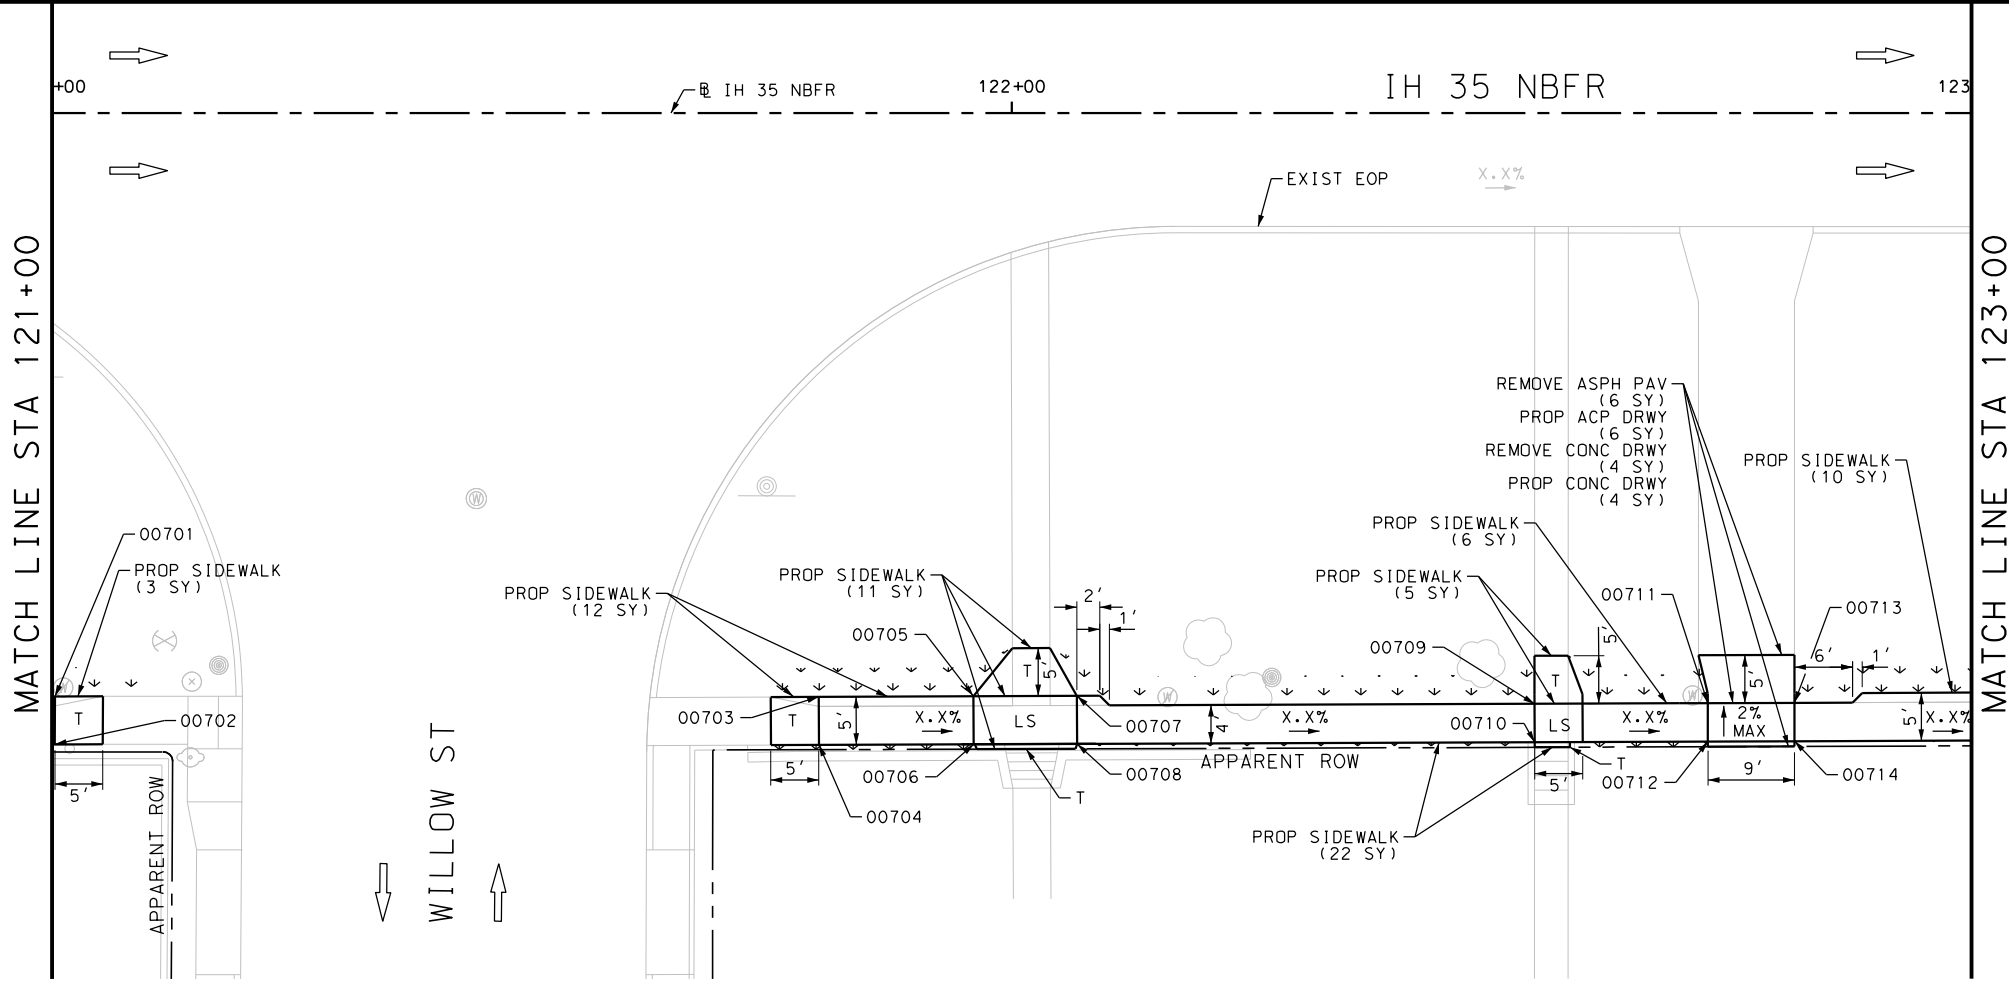 +00
℄ IH 35 NBFR
122+00
IH 35 NBFR
123
EXIST EOP
X.X%
MATCH LINE STA 121+00
MATCH LINE STA 123+00
REMOVE ASPH PAV
(6 SY)
PROP ACP DRWY
(6 SY)
REMOVE CONC DRWY
(4 SY)
PROP CONC DRWY
(4 SY)
PROP SIDEWALK
(10 SY)
00701
PROP SIDEWALK
(3 SY)
PROP SIDEWALK
(12 SY)
PROP SIDEWALK
(11 SY)
PROP SIDEWALK
(6 SY)
PROP SIDEWALK
(5 SY)
2'
1'
00711
00713
00705
00709
5'
T
5'
T
5'
6'
1'
W
W
W
W
T
00702
00703
T
5'
X.X%
LS
00707
4'
X.X%
00710
LS
X.X%
2%
MAX
5'
X.X%
5'
5'
00706
00708
APPARENT ROW
T
5'
T
00712
9'
00714
T
00704
PROP SIDEWALK
(22 SY)
APPARENT ROW
WILLOW ST